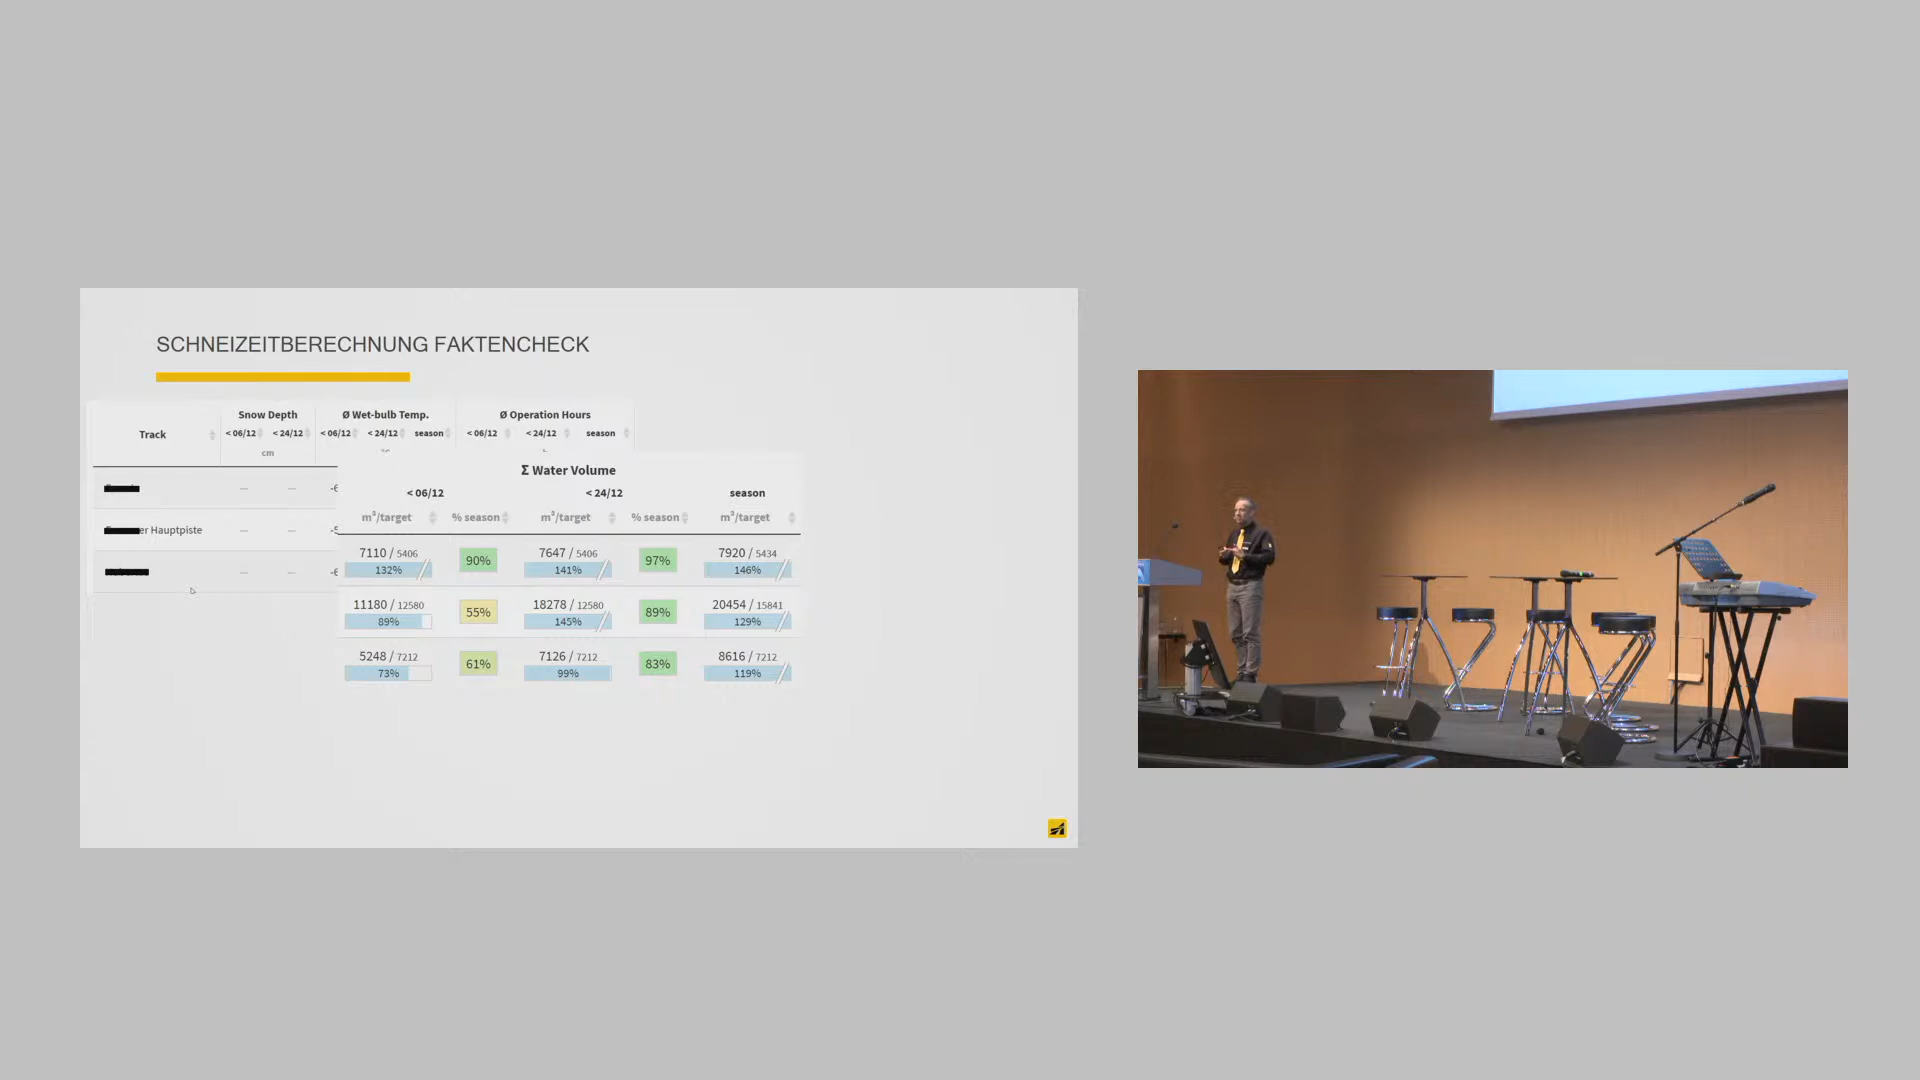 SCHNEIZEITBERECHNUNG FAKTENCHECK
Track
Snow Depth
Ø Wet-bulb Temp.
Ø Operation Hours
< 06/12 < 24/12 < 06/12 < 24/12 season < 06/12 < 24/12 season
cm
er Hauptpiste
Σ Water Volume
< 06/12 < 24/12 season
m³/target % season m³/target % season m³/target
7110 / 5406 90% 7647 / 5406 97% 7920 / 5434
132% 141% 146%
11180 / 12580 55% 18278 / 12580 89% 20454 / 15841
89% 145% 129%
5248 / 7212 61% 7126 / 7212 83% 8616 / 7212
73% 99% 119%